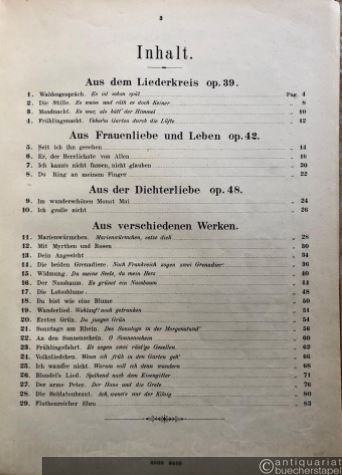 3
Inhalt.
Aus dem Liederkreis op. 39.
1. Waldesgespräch. Es ist schon spät Pag. 4
2. Die Stille. Es weiss und räth es doch Keiner „ 8
3. Mondnacht. Es war, als hätt' der Himmel „ 10
4. Frühlingsnacht. Ueber'm Garten durch die Lüfte „ 12
Aus Frauenliebe und Leben op. 42.
5. Seit ich ihn gesehen „ 14
6. Er, der Herrlichste von Allen „ 16
7. Ich kann's nicht fassen, nicht glauben „ 20
8. Du Ring an meinem Finger „ 22
Aus der Dichterliebe op. 48.
9. Im wunderschönen Monat Mai „ 24
10. Ich grolle nicht „ 26
Aus verschiedenen Werken.
11. Marienwürmchen. Marienwürmchen, setze dich „ 28
12. Mit Myrthen und Rosen „ 30
13. Dein Angesicht „ 34
14. Die beiden Grenadiere. Nach Frankreich zogen zwei Grenadier' „ 36
15. Widmung. Du meine Seele, du mein Herz „ 40
16. Der Nussbaum. Es grünet ein Nussbaum „ 44
17. Die Lotosblume „ 48
18. Du bist wie eine Blume „ 50
19. Wanderlied. Wohlauf! noch getrunken „ 51
20. Erstes Grün. Du junges Grün „ 54
21. Sonntags am Rhein. Des Sonntags in der Morgenstund' „ 56
22. An den Sonnenschein. O Sonnenschein „ 60
23. Frühlingsfahrt. Es zogen zwei rüst'ge Gesellen „ 62
24. Volksliedchen. Wenn ich früh in den Garten geh' „ 66
25. Ich wandre nicht. Warum soll ich denn wandern „ 68
26. Blondel's Lied. Spähend nach dem Eisengitter „ 71
27. Der arme Peter. Der Hans und die Grete „ 76
28. Die Soldatenbraut. Ach, wenn's nur der König „ 80
29. Fluthenreicher Ebro „ 83
antiquariat
bücherstapel